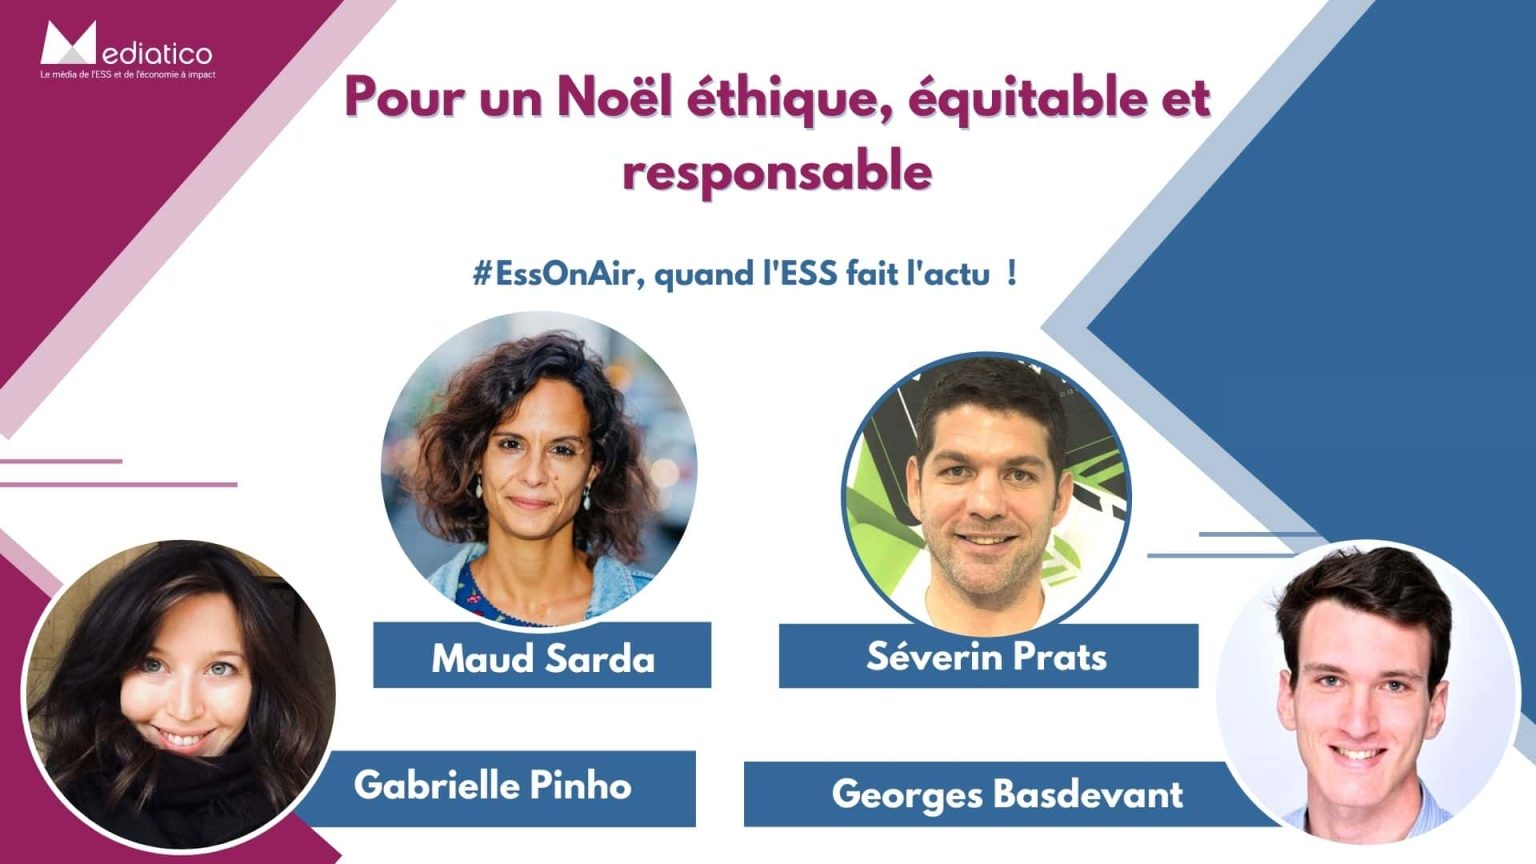 Mediatico
Le média de l'ESS et de l'économie à impact
Pour un Noël éthique, équitable et
responsable
#EssOnAir, quand l'ESS fait l'actu !
Maud Sarda
Séverin Prats
Gabrielle Pinho
Georges Basdevant